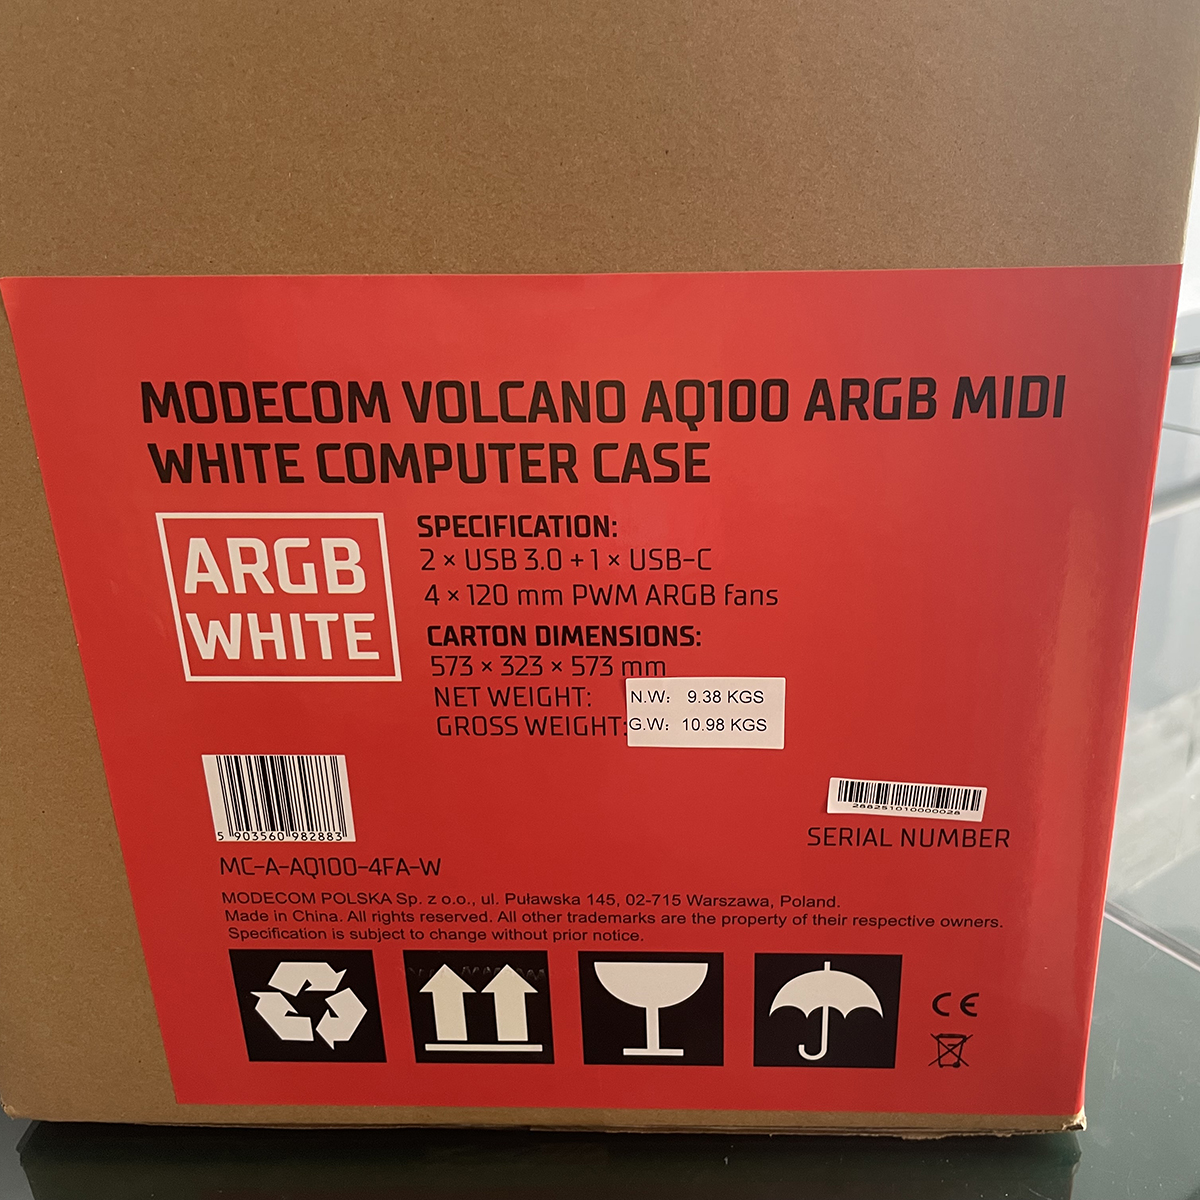 MODECOM VOLCANO AQ100 ARGB MIDI
WHITE COMPUTER CASE
ARGB
WHITE
SPECIFICATION:
2 × USB 3.0 + 1 × USB-C
4 × 120 mm PWM ARGB fans
CARTON DIMENSIONS:
573 × 323 × 573 mm
NET WEIGHT: N.W: 9.38 KGS
GROSS WEIGHT: G.W: 10.98 KGS
5 903560 982883
288251010000028
SERIAL NUMBER
MC-A-AQ100-4FA-W
MODECOM POLSKA Sp. z o.o., ul. Puławska 145, 02-715 Warszawa, Poland.
Made in China. All rights reserved. All other trademarks are the property of their respective owners.
Specification is subject to change without prior notice.
CE